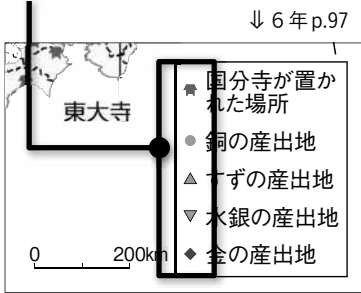 ⇓６年p.97
東大寺
国分寺が置か
れた場所
銅の産出地
すずの産出地
水銀の産出地
金の産出地
0 200km